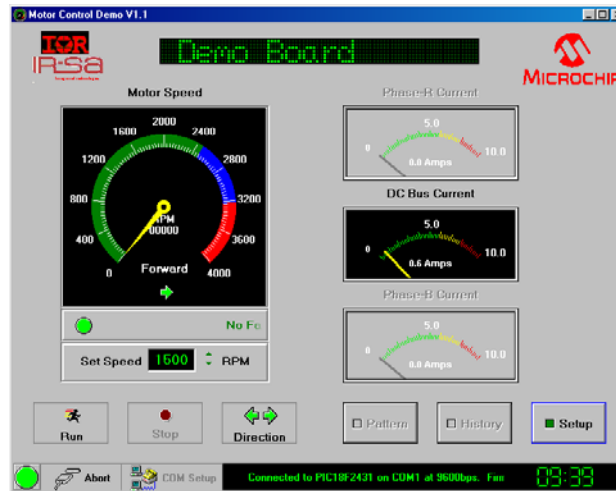 Motor Control Demo V1.1
IOR
IR-Sa
Demo Board
MICROCHIP
Motor Speed
0
400
800
1200
1600
2000
2400
2800
3200
3600
4000
RPM
00000
Forward
No Fa
Set Speed 1500 RPM
Phase-R Current
0 5.0 10.0
0.0 Amps
DC Bus Current
0 5.0 10.0
0.6 Amps
Phase-B Current
0 5.0 10.0
0.0 Amps
Run Stop Direction
Pattern History Setup
Abort COM Setup Connected to PIC18F2431 on COM1 at 9600bps. 09:39